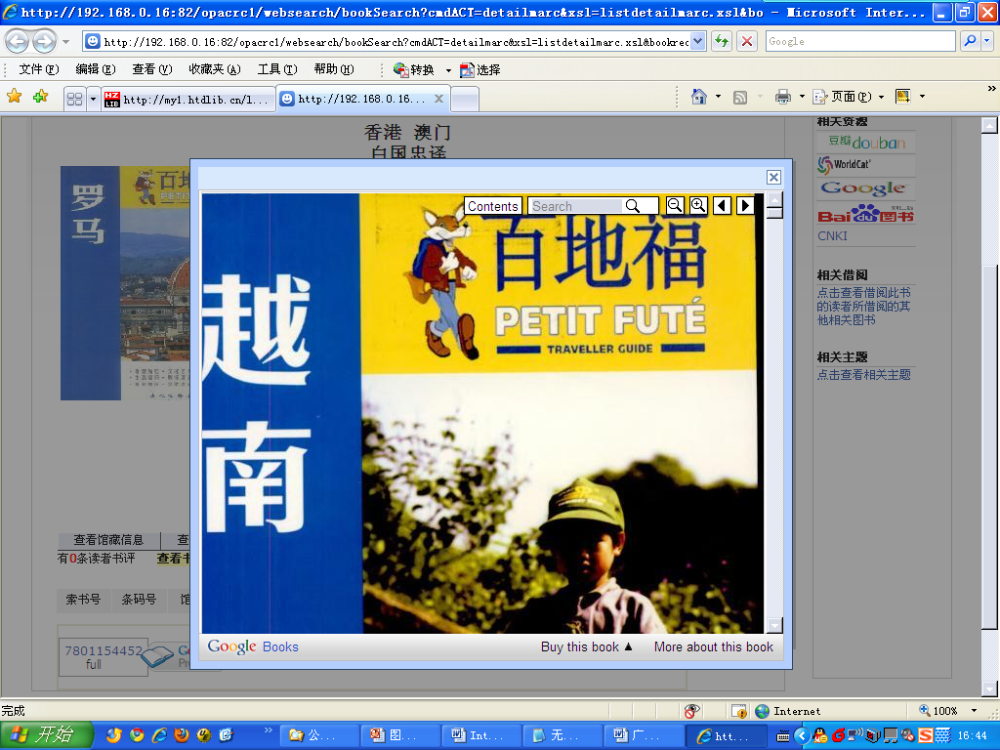 http://192.168.0.16:82/opacrc1/websearch/bookSearch?cmdACT=detailmarc&xsl=listdetailmarc.xsl&bo - Microsoft Inter...
http://192.168.0.16:82/opacrc1/websearch/bookSearch?cmdACT=detailmarc&xsl=listdetailmarc.xsl&bookrec
Google
文件(F) 编辑(E) 查看(V) 收藏夹(A) 工具(T) 帮助(H) 转换 选择
HZ LIB http://my1.htdlib.cn/l... http://192.168.0.16... 页面(P)
香港 澳门
白国忠译
罗马
百地
PETIT
Contents Search
越南
百地福
PETIT FUTÉ
TRAVELLER GUIDE
Google Books Buy this book More about this book
相关资源
豆瓣douban
WorldCat
Google
Bai du 图书
CNKI
相关借阅
点击查看借阅此书
的读者所借阅的其
他相关图书
相关主题
点击查看相关主题
查看馆藏信息 查
有0条读者书评 查看书
索书号 条码号 馆
7801154452 Go
full Pr
完成 Internet 100%
开始 公... 图... Int... 无... 广... htt... 16:44